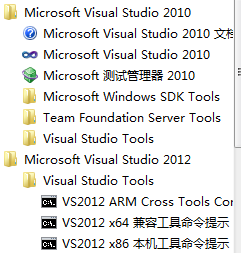 Microsoft Visual Studio 2010
Microsoft Visual Studio 2010 文档
Microsoft Visual Studio 2010
Microsoft 测试管理器 2010
Microsoft Windows SDK Tools
Team Foundation Server Tools
Visual Studio Tools
Microsoft Visual Studio 2012
Visual Studio Tools
VS2012 ARM Cross Tools Cor
VS2012 x64 兼容工具命令提示
VS2012 x86 本机工具命令提示